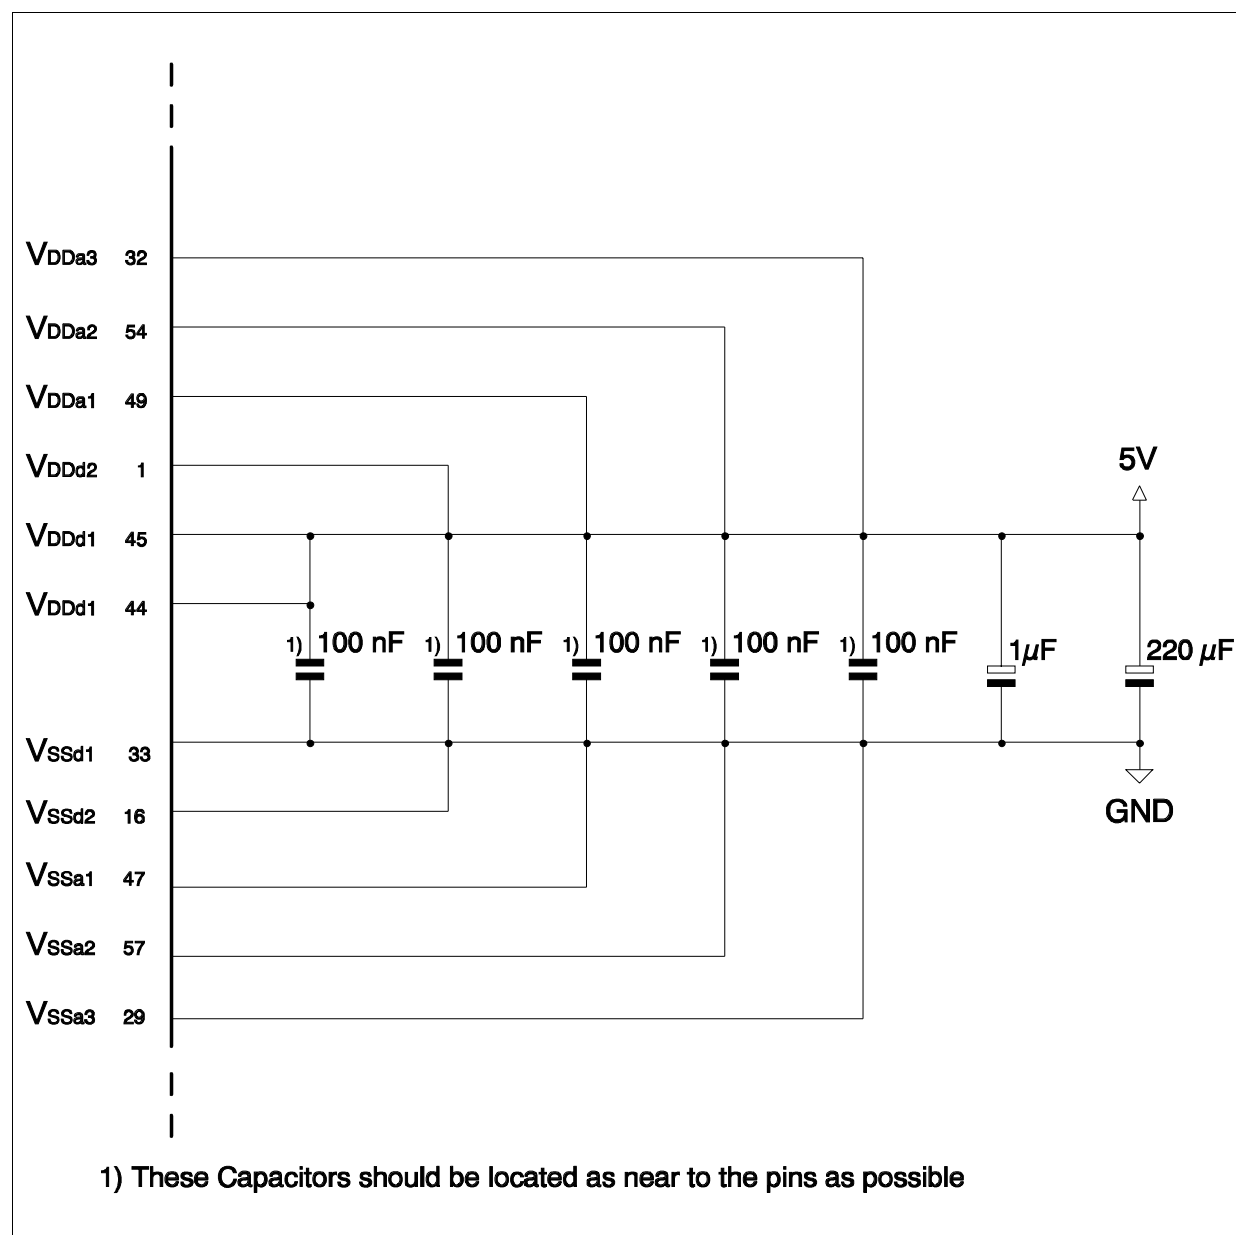 VDDa3 32
VDDa2 54
VDDa1 49
VDDd2 1
5V
VDDd1 45
VDDd1 44
1) 100 nF 1) 100 nF 1) 100 nF 1) 100 nF 1) 100 nF 1µF 220 µF
VSSd1 33
VSSd2 16
GND
VSSa1 47
VSSa2 57
VSSa3 29
1) These Capacitors should be located as near to the pins as possible